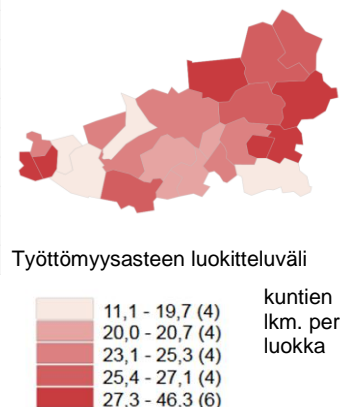 Työttömyysasteen luokitteluväli
kuntien
lkm. per
luokka
11,1 - 19,7 (4)
20,0 - 20,7 (4)
23,1 - 25,3 (4)
25,4 - 27,1 (4)
27,3 - 46,3 (6)